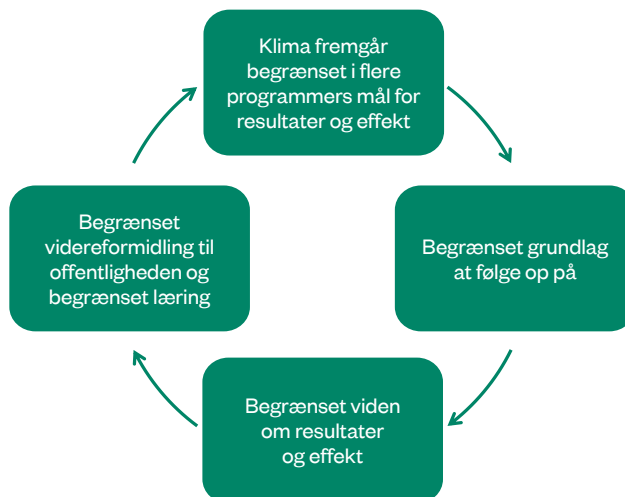 Klima fremgår
begrænset i flere
programmers mål for
resultater og effekt
Begrænset grundlag
at følge op på
Begrænset viden
om resultater
og effekt
Begrænset
videreformidling til
offentligheden og
begrænset læring